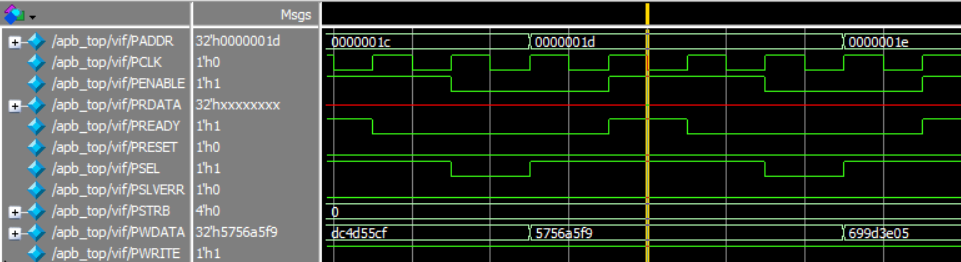 Msgs
/apb_top/vif/PADDR 32'h0000001d 0000001c 0000001d 0000001e
/apb_top/vif/PCLK 1'h0
/apb_top/vif/PENABLE 1'h1
/apb_top/vif/PRDATA 32'hxxxxxxxx
/apb_top/vif/PREADY 1'h1
/apb_top/vif/PRESET 1'h0
/apb_top/vif/PSEL 1'h1
/apb_top/vif/PSLVERR 1'h0
/apb_top/vif/PSTRB 4'h0 0
/apb_top/vif/PWDATA 32'h5756a5f9 dc4d55cf 5756a5f9 699d3e05
/apb_top/vif/PWRITE 1'h1